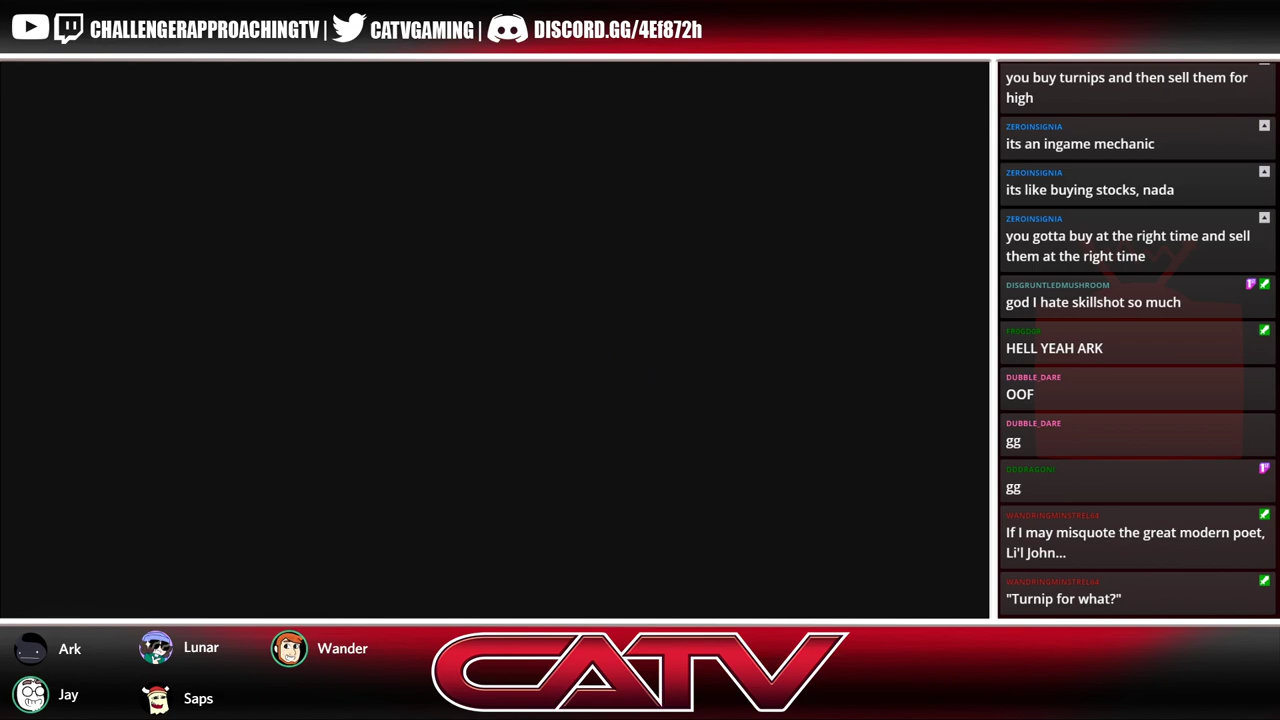 CHALLENGERAPPROACHINGTV | CATVGAMING | DISCORD.GG/4Ef872h
you buy turnips and then sell them for
high
ZEROINSIGNIA
its an ingame mechanic
ZEROINSIGNIA
its like buying stocks, nada
ZEROINSIGNIA
you gotta buy at the right time and sell
them at the right time
DISGRUNTLEDMUSHROOM
god I hate skillshot so much
HELL YEAH ARK
DUBBLE_DARE
OOF
DUBBLE_DARE
gg
gg
WANDRINGMINSTREL64
If I may misquote the great modern poet,
Li'l John...
WANDRINGMINSTREL64
"Turnip for what?"
Ark
Lunar
Wander
Jay
Saps
CATV